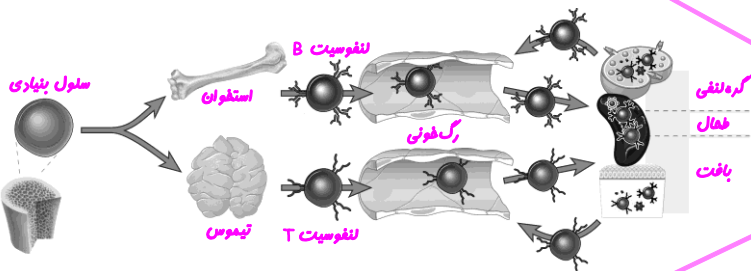 سلول بنیادی
استخوان
تیموس
لنفوسیت B
لنفوسیت T
رگ خونی
گره لنفی
طحال
بافت